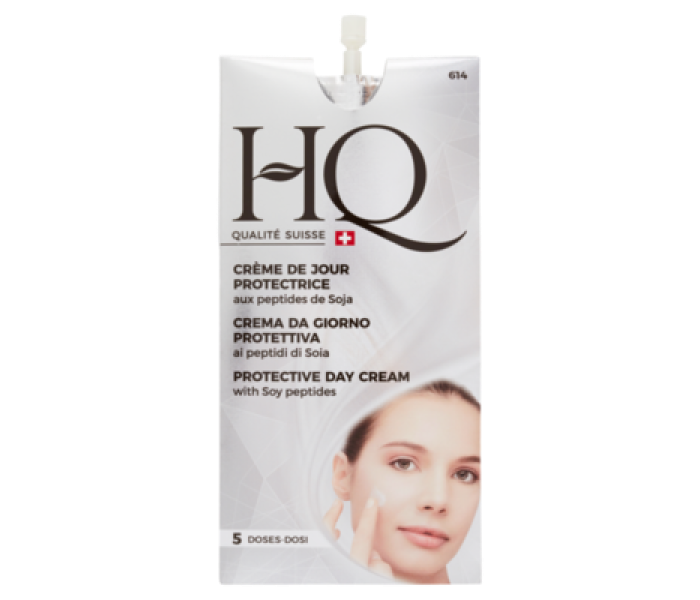 614
HQ
QUALITÉ SUISSE
CRÈME DE JOUR
PROTECTRICE
aux peptides de Soja
CREMA DA GIORNO
PROTETTIVA
ai peptidi di Soia
PROTECTIVE DAY CREAM
with Soy peptides
5 DOSES-DOSI